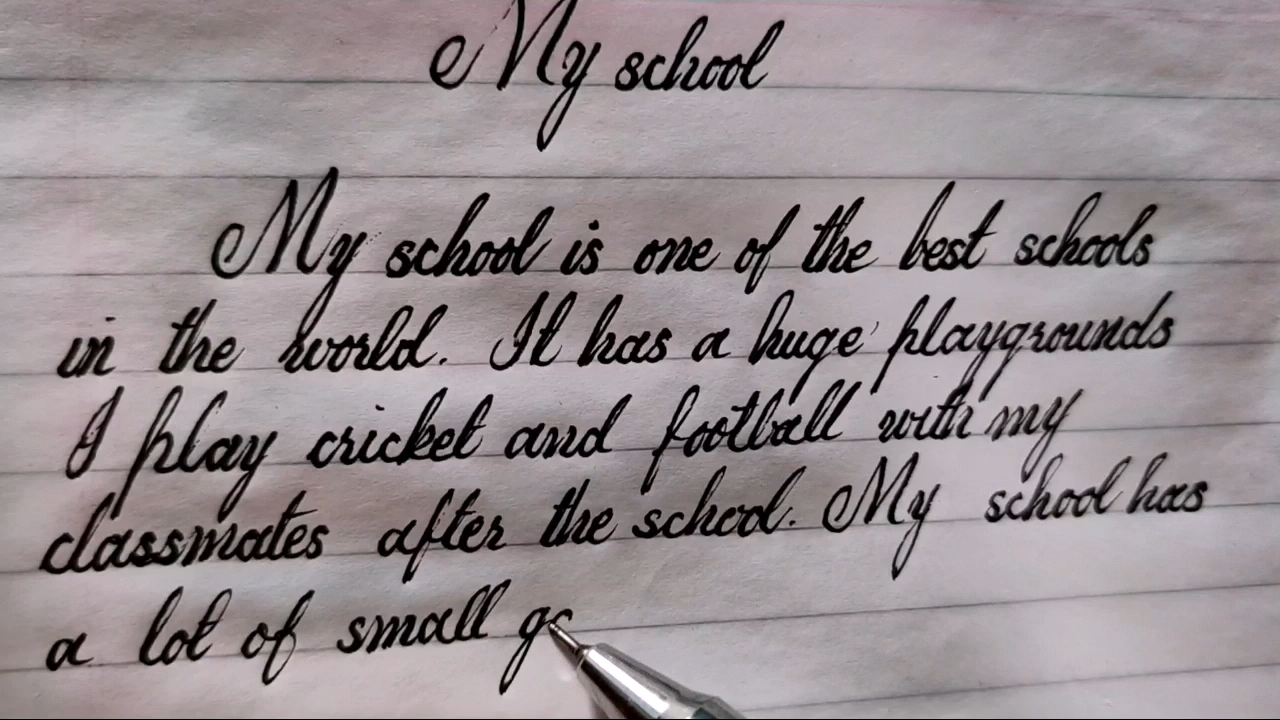 My school
My school is one of the best schools
in the world. It has a huge playgrounds
I play cricket and football with my
classmates after the school. My school has
a lot of small ga